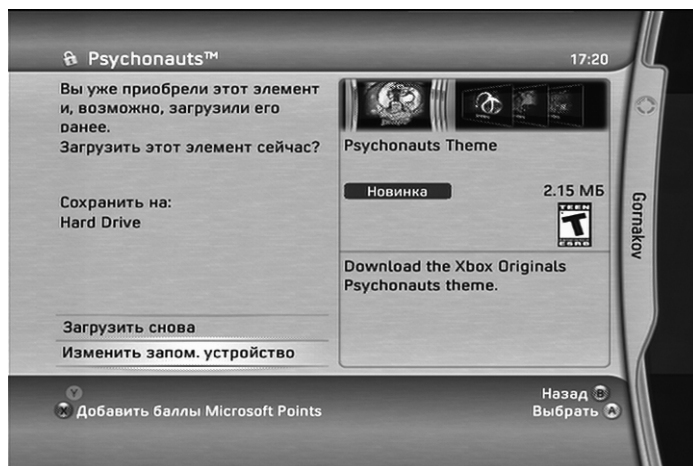 Psychonauts™
17:20
Вы уже приобрели этот элемент
и, возможно, загрузили его
ранее.
Загрузить этот элемент сейчас?
Сохранить на:
Hard Drive
Загрузить снова
Изменить запом. устройство
Psychonauts Theme
Новинка
2.15 МБ
TEEN
T
ESRB
Download the Xbox Originals
Psychonauts theme.
Gornakov
Y
X Добавить баллы Microsoft Points
Назад B
Выбрать A